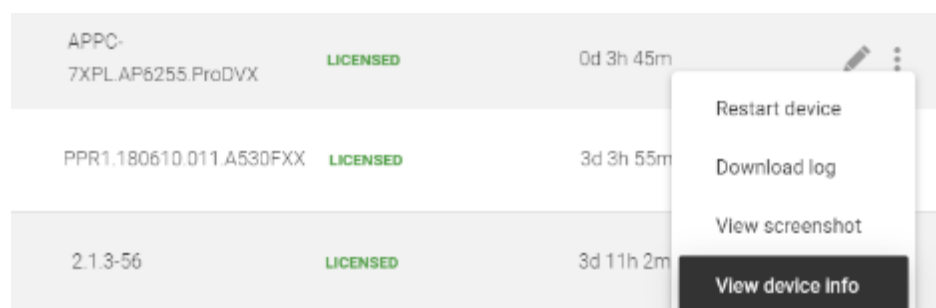 APPC-
7XPL.AP6255.ProDVX LICENSED 0d 3h 45m
Restart device
PPR1.180610.011.A530FXX LICENSED 3d 3h 55m
Download log
View screenshot
2.1.3-56 LICENSED 3d 11h 2m
View device info